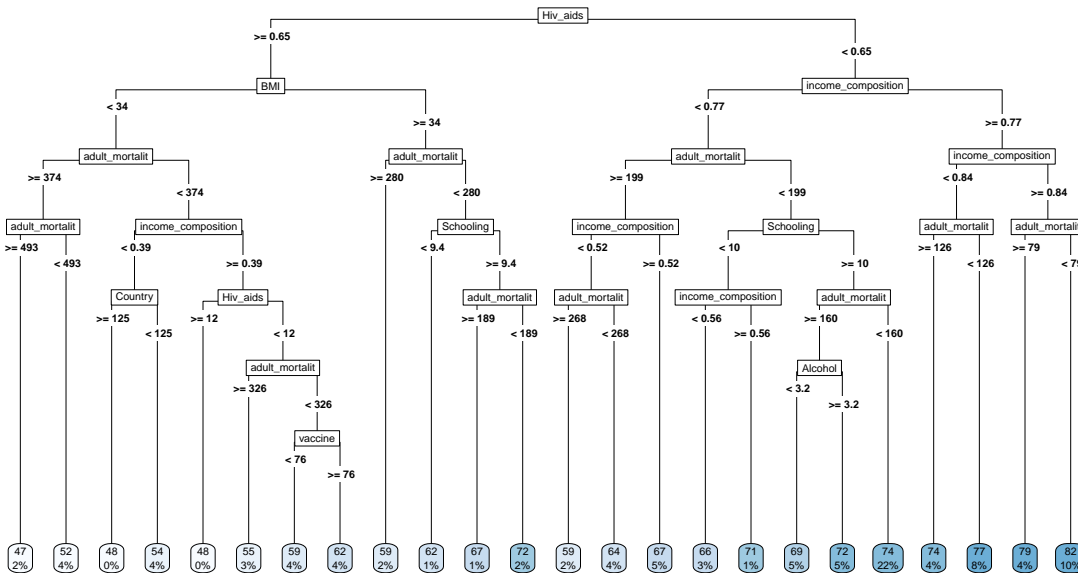 Hiv_aids
>= 0.65
< 0.65
BMI
income_composition
< 34
>= 34
< 0.77
>= 0.77
adult_mortalit
adult_mortalit
adult_mortalit
income_composition
>= 374
< 374
>= 280
< 280
>= 199
< 199
< 0.84
>= 0.84
adult_mortalit
income_composition
Schooling
income_composition
Schooling
adult_mortalit
adult_mortalit
>= 493
< 493
< 0.39
>= 0.39
< 9.4
>= 9.4
< 0.52
>= 0.52
< 10
>= 10
>= 126
< 126
>= 79
< 79
Country
Hiv_aids
adult_mortalit
adult_mortalit
income_composition
adult_mortalit
>= 125
< 125
>= 12
< 12
>= 189
< 189
>= 268
< 268
< 0.56
>= 0.56
>= 160
< 160
adult_mortalit
Alcohol
>= 326
< 326
< 3.2
>= 3.2
vaccine
< 76
>= 76
47 52 48 54 48 55 59 62 59 62 67 72 59 64 67 66 71 69 72 74 74 77 79 82
2% 4% 0% 4% 0% 3% 4% 4% 2% 1% 1% 2% 2% 4% 5% 3% 1% 5% 5% 22% 4% 8% 4% 10%